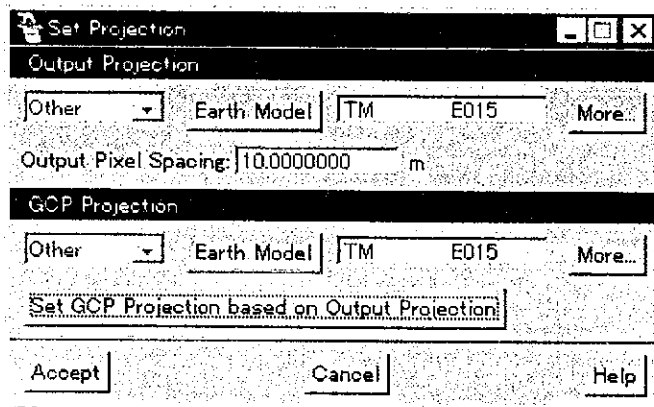 Set Projection
Output Projection
Other Earth Model TM E015 More...
Output Pixel Spacing: 10.0000000 m
GCP Projection
Other Earth Model TM E015 More...
Set GCP Projection based on Output Projection
Accept Cancel Help